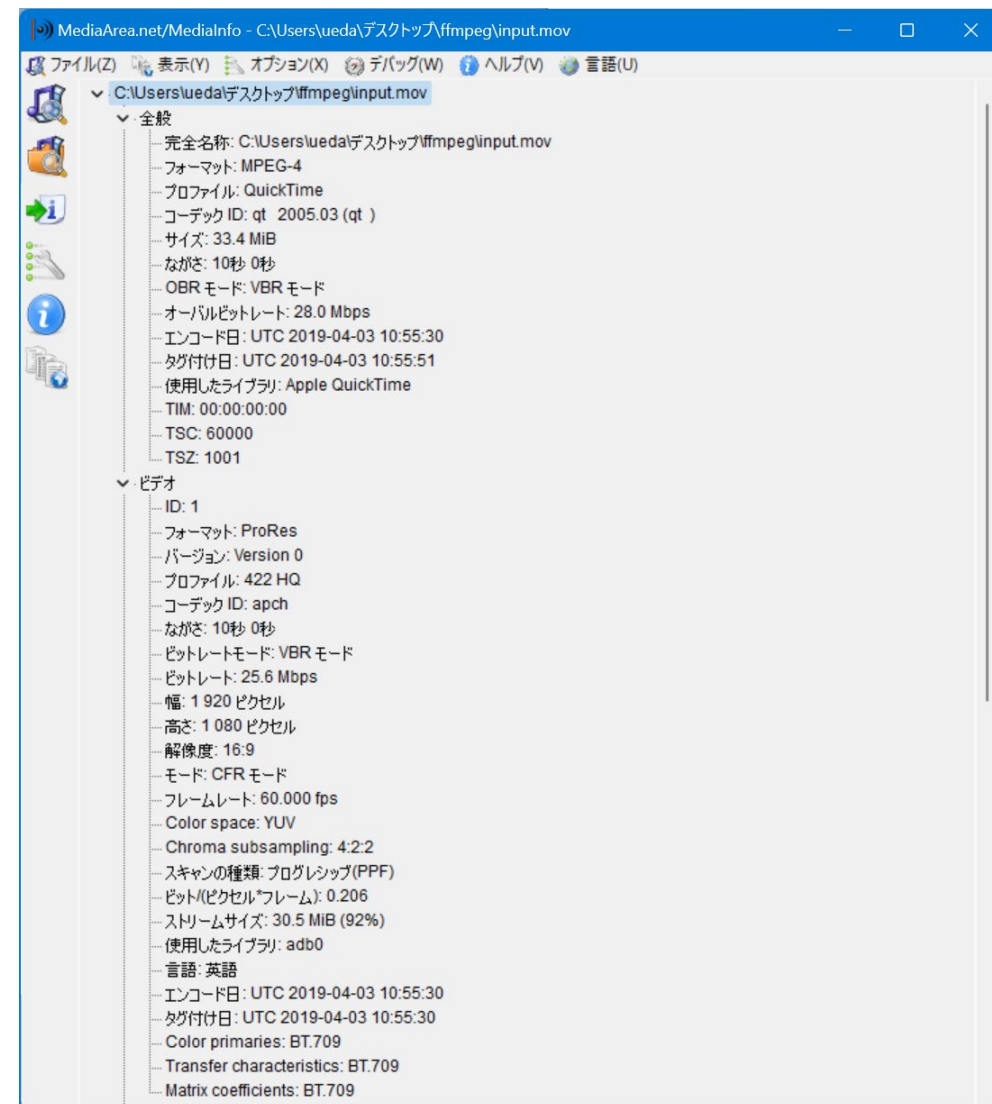 MediaArea.net/MediaInfo - C:\Users\ueda\デスクトップ\ffmpeg\input.mov
ファイル(Z) 表示(Y) オプション(X) デバッグ(W) ヘルプ(V) 言語(U)
C:\Users\ueda\デスクトップ\ffmpeg\input.mov
全般
完全名称: C:\Users\ueda\デスクトップ\ffmpeg\input.mov
フォーマット: MPEG-4
プロファイル: QuickTime
コーデック ID: qt 2005.03 (qt )
サイズ: 33.4 MiB
ながさ: 10秒 0秒
OBR モード: VBR モード
オーバルビットレート: 28.0 Mbps
エンコード日: UTC 2019-04-03 10:55:30
タグ付け日: UTC 2019-04-03 10:55:51
使用したライブラリ: Apple QuickTime
TIM: 00:00:00:00
TSC: 60000
TSZ: 1001
ビデオ
ID: 1
フォーマット: ProRes
バージョン: Version 0
プロファイル: 422 HQ
コーデック ID: apch
ながさ: 10秒 0秒
ビットレートモード: VBR モード
ビットレート: 25.6 Mbps
幅: 1 920 ピクセル
高さ: 1 080 ピクセル
解像度: 16:9
モード: CFR モード
フレームレート: 60.000 fps
Color space: YUV
Chroma subsampling: 4:2:2
スキャンの種類: プログレシッブ(PPF)
ビット/(ピクセル*フレーム): 0.206
ストリームサイズ: 30.5 MiB (92%)
使用したライブラリ: adb0
言語: 英語
エンコード日: UTC 2019-04-03 10:55:30
タグ付け日: UTC 2019-04-03 10:55:30
Color primaries: BT.709
Transfer characteristics: BT.709
Matrix coefficients: BT.709